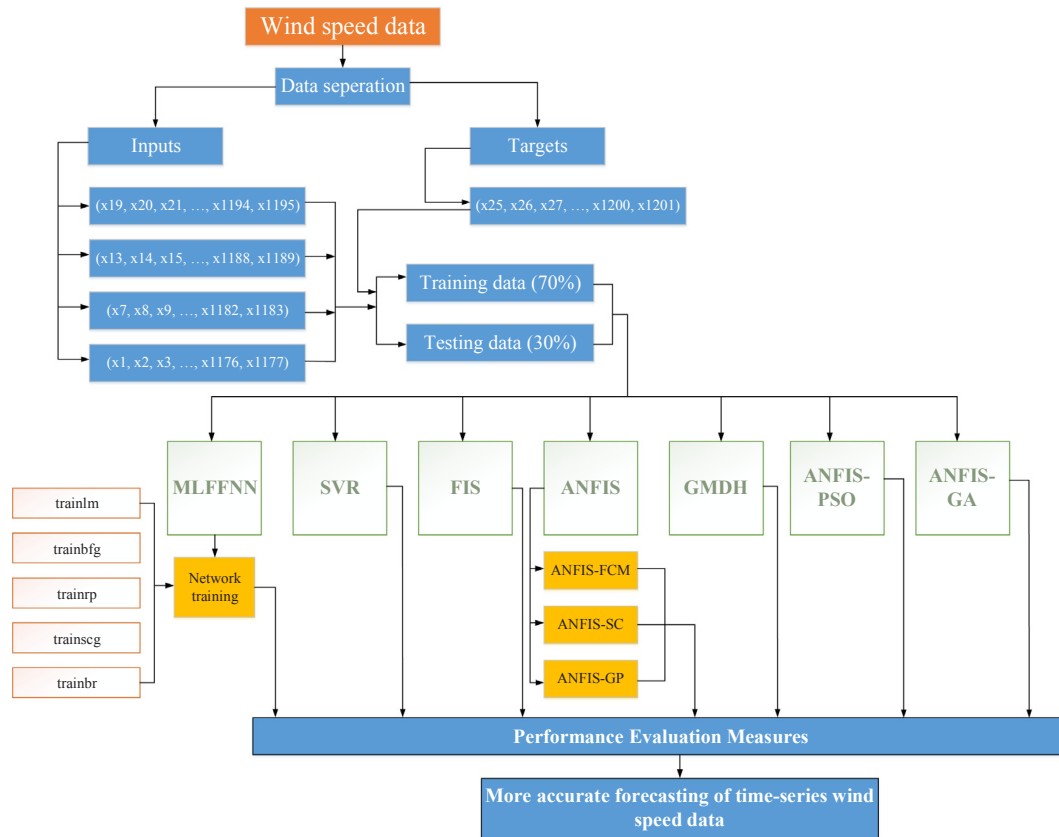 Wind speed data
Data seperation
Inputs
Targets
(x19, x20, x21, …, x1194, x1195)
(x25, x26, x27, …, x1200, x1201)
(x13, x14, x15, …, x1188, x1189)
(x7, x8, x9, …, x1182, x1183)
(x1, x2, x3, …, x1176, x1177)
Training data (70%)
Testing data (30%)
MLFFNN
SVR
FIS
ANFIS
GMDH
ANFIS-
PSO
ANFIS-
GA
trainlm
trainbfg
trainrp
trainscg
trainbr
Network
training
ANFIS-FCM
ANFIS-SC
ANFIS-GP
Performance Evaluation Measures
More accurate forecasting of time-series wind
speed data